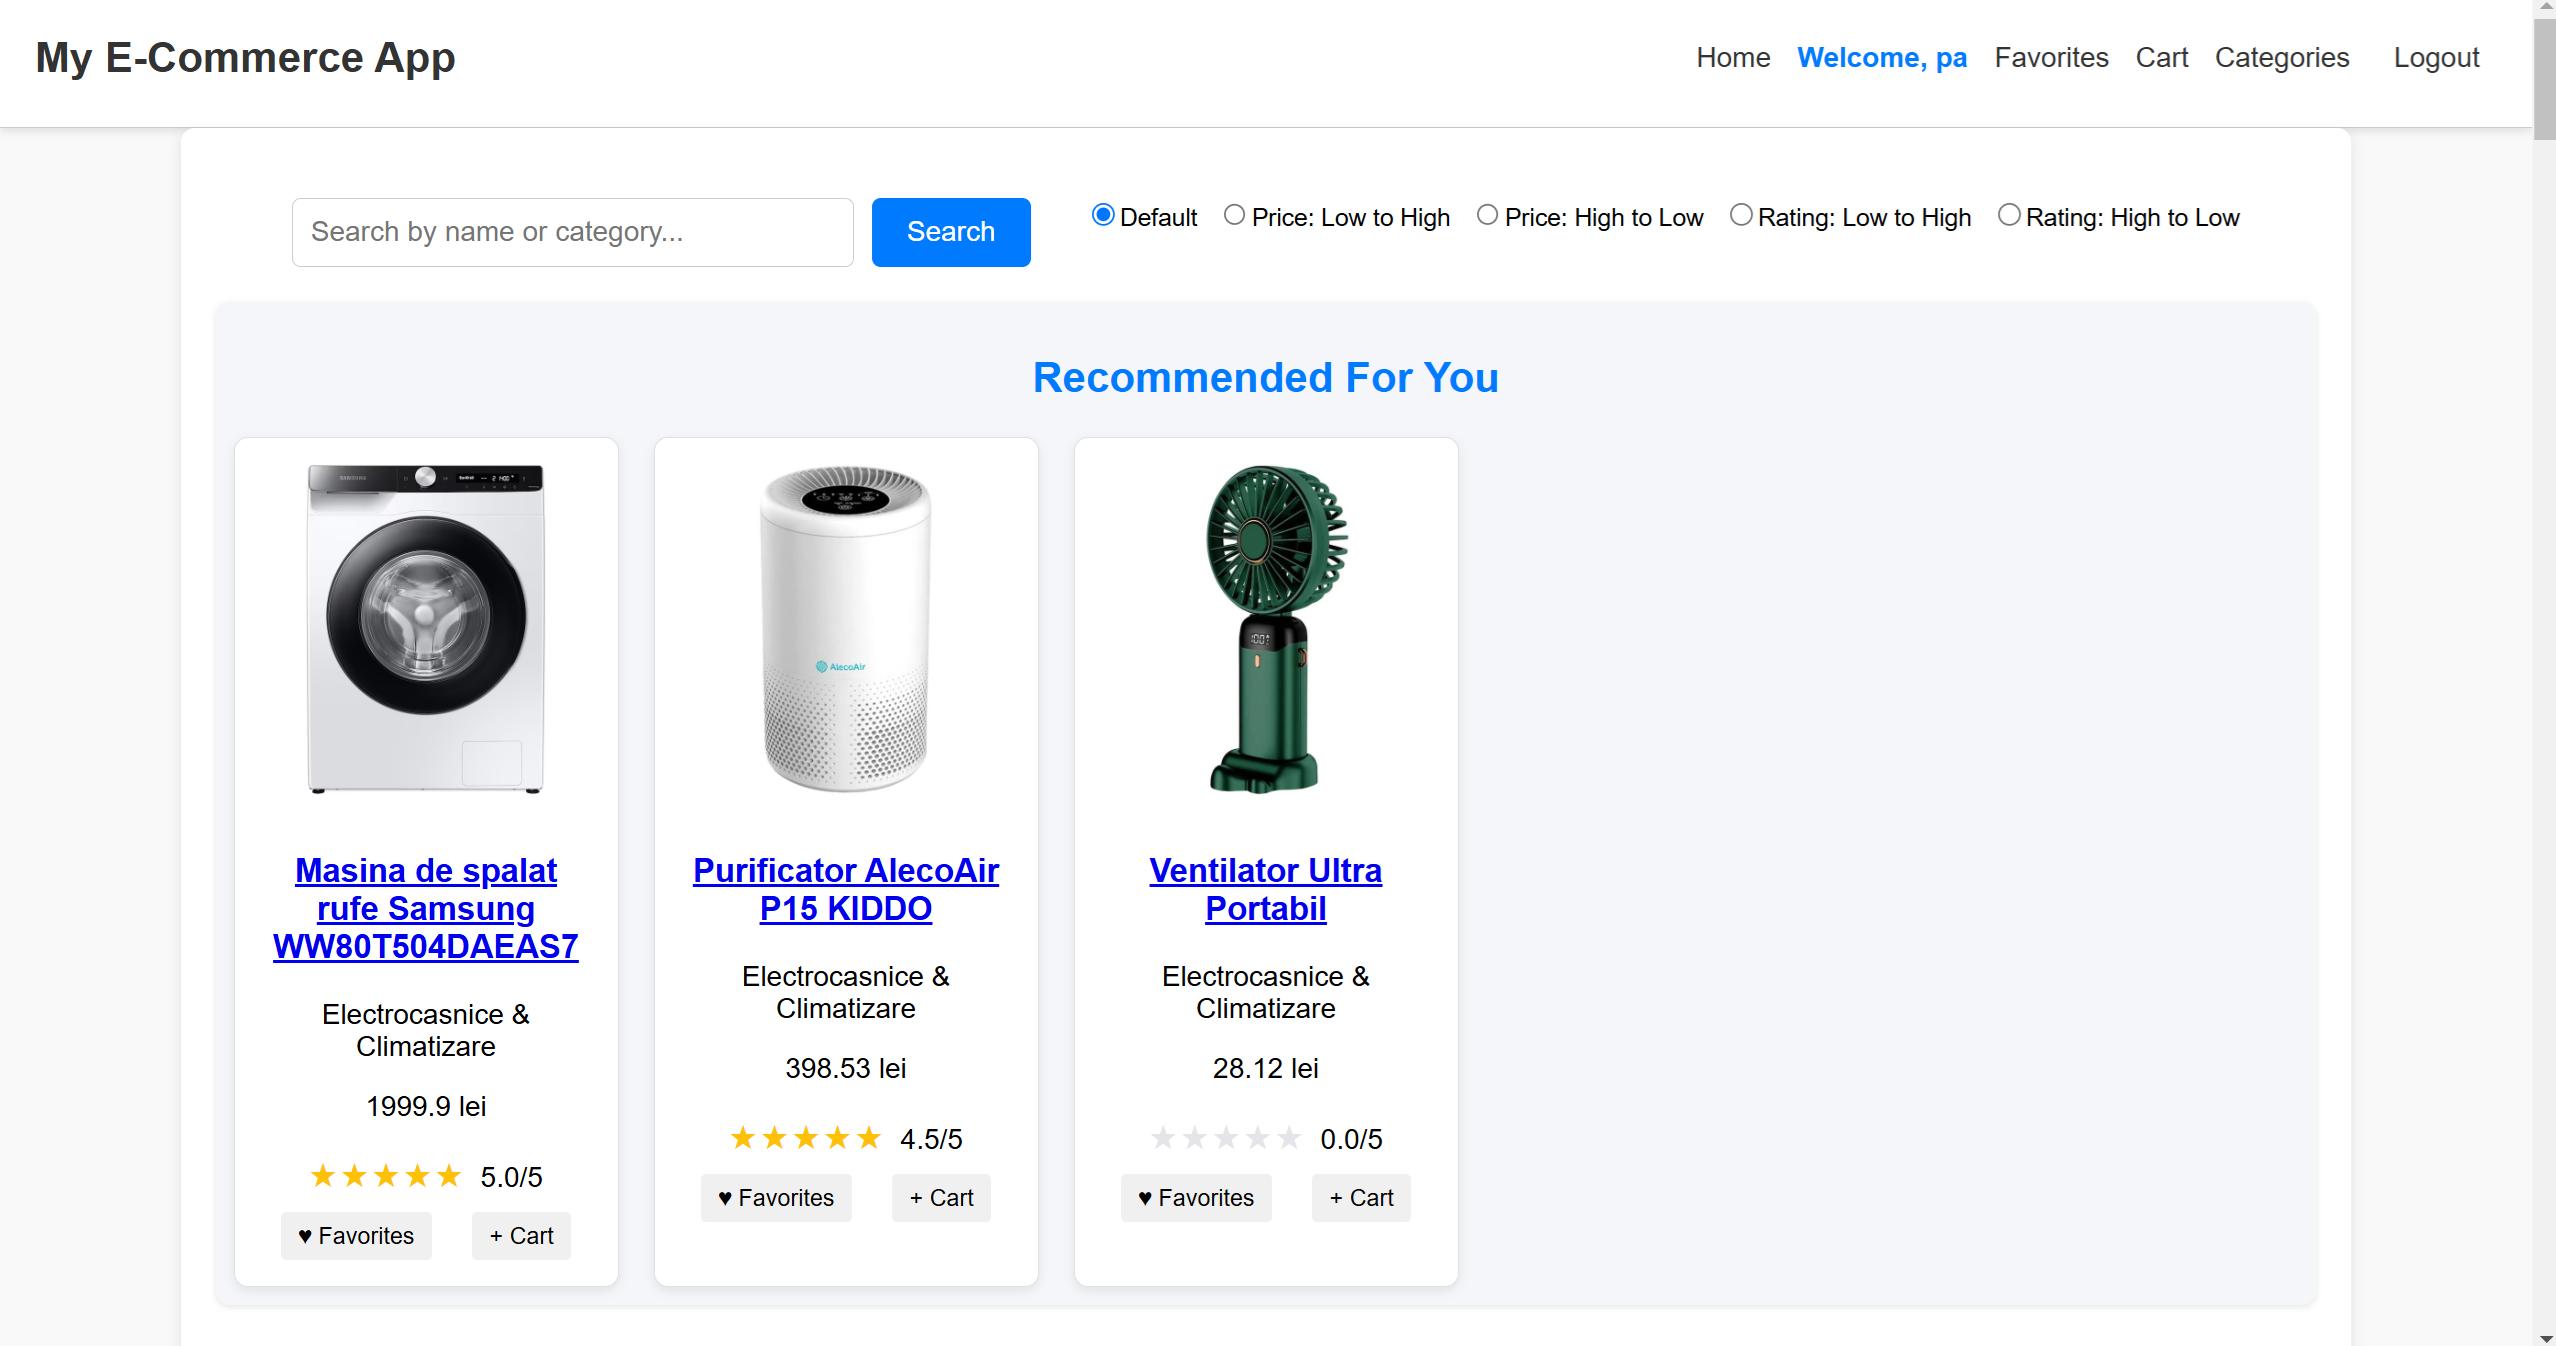 My E-Commerce App
Home Welcome, pa Favorites Cart Categories Logout
Search by name or category...
Search
Default Price: Low to High Price: High to Low Rating: Low to High Rating: High to Low
Recommended For You
SAMSUNG
AlecoAir
Masina de spalat
rufe Samsung
WW80T504DAEAS7
Electrocasnice &
Climatizare
1999.9 lei
★★★★★ 5.0/5
♥ Favorites + Cart
Purificator AlecoAir
P15 KIDDO
Electrocasnice &
Climatizare
398.53 lei
★★★★★ 4.5/5
♥ Favorites + Cart
Ventilator Ultra
Portabil
Electrocasnice &
Climatizare
28.12 lei
★★★★★ 0.0/5
♥ Favorites + Cart